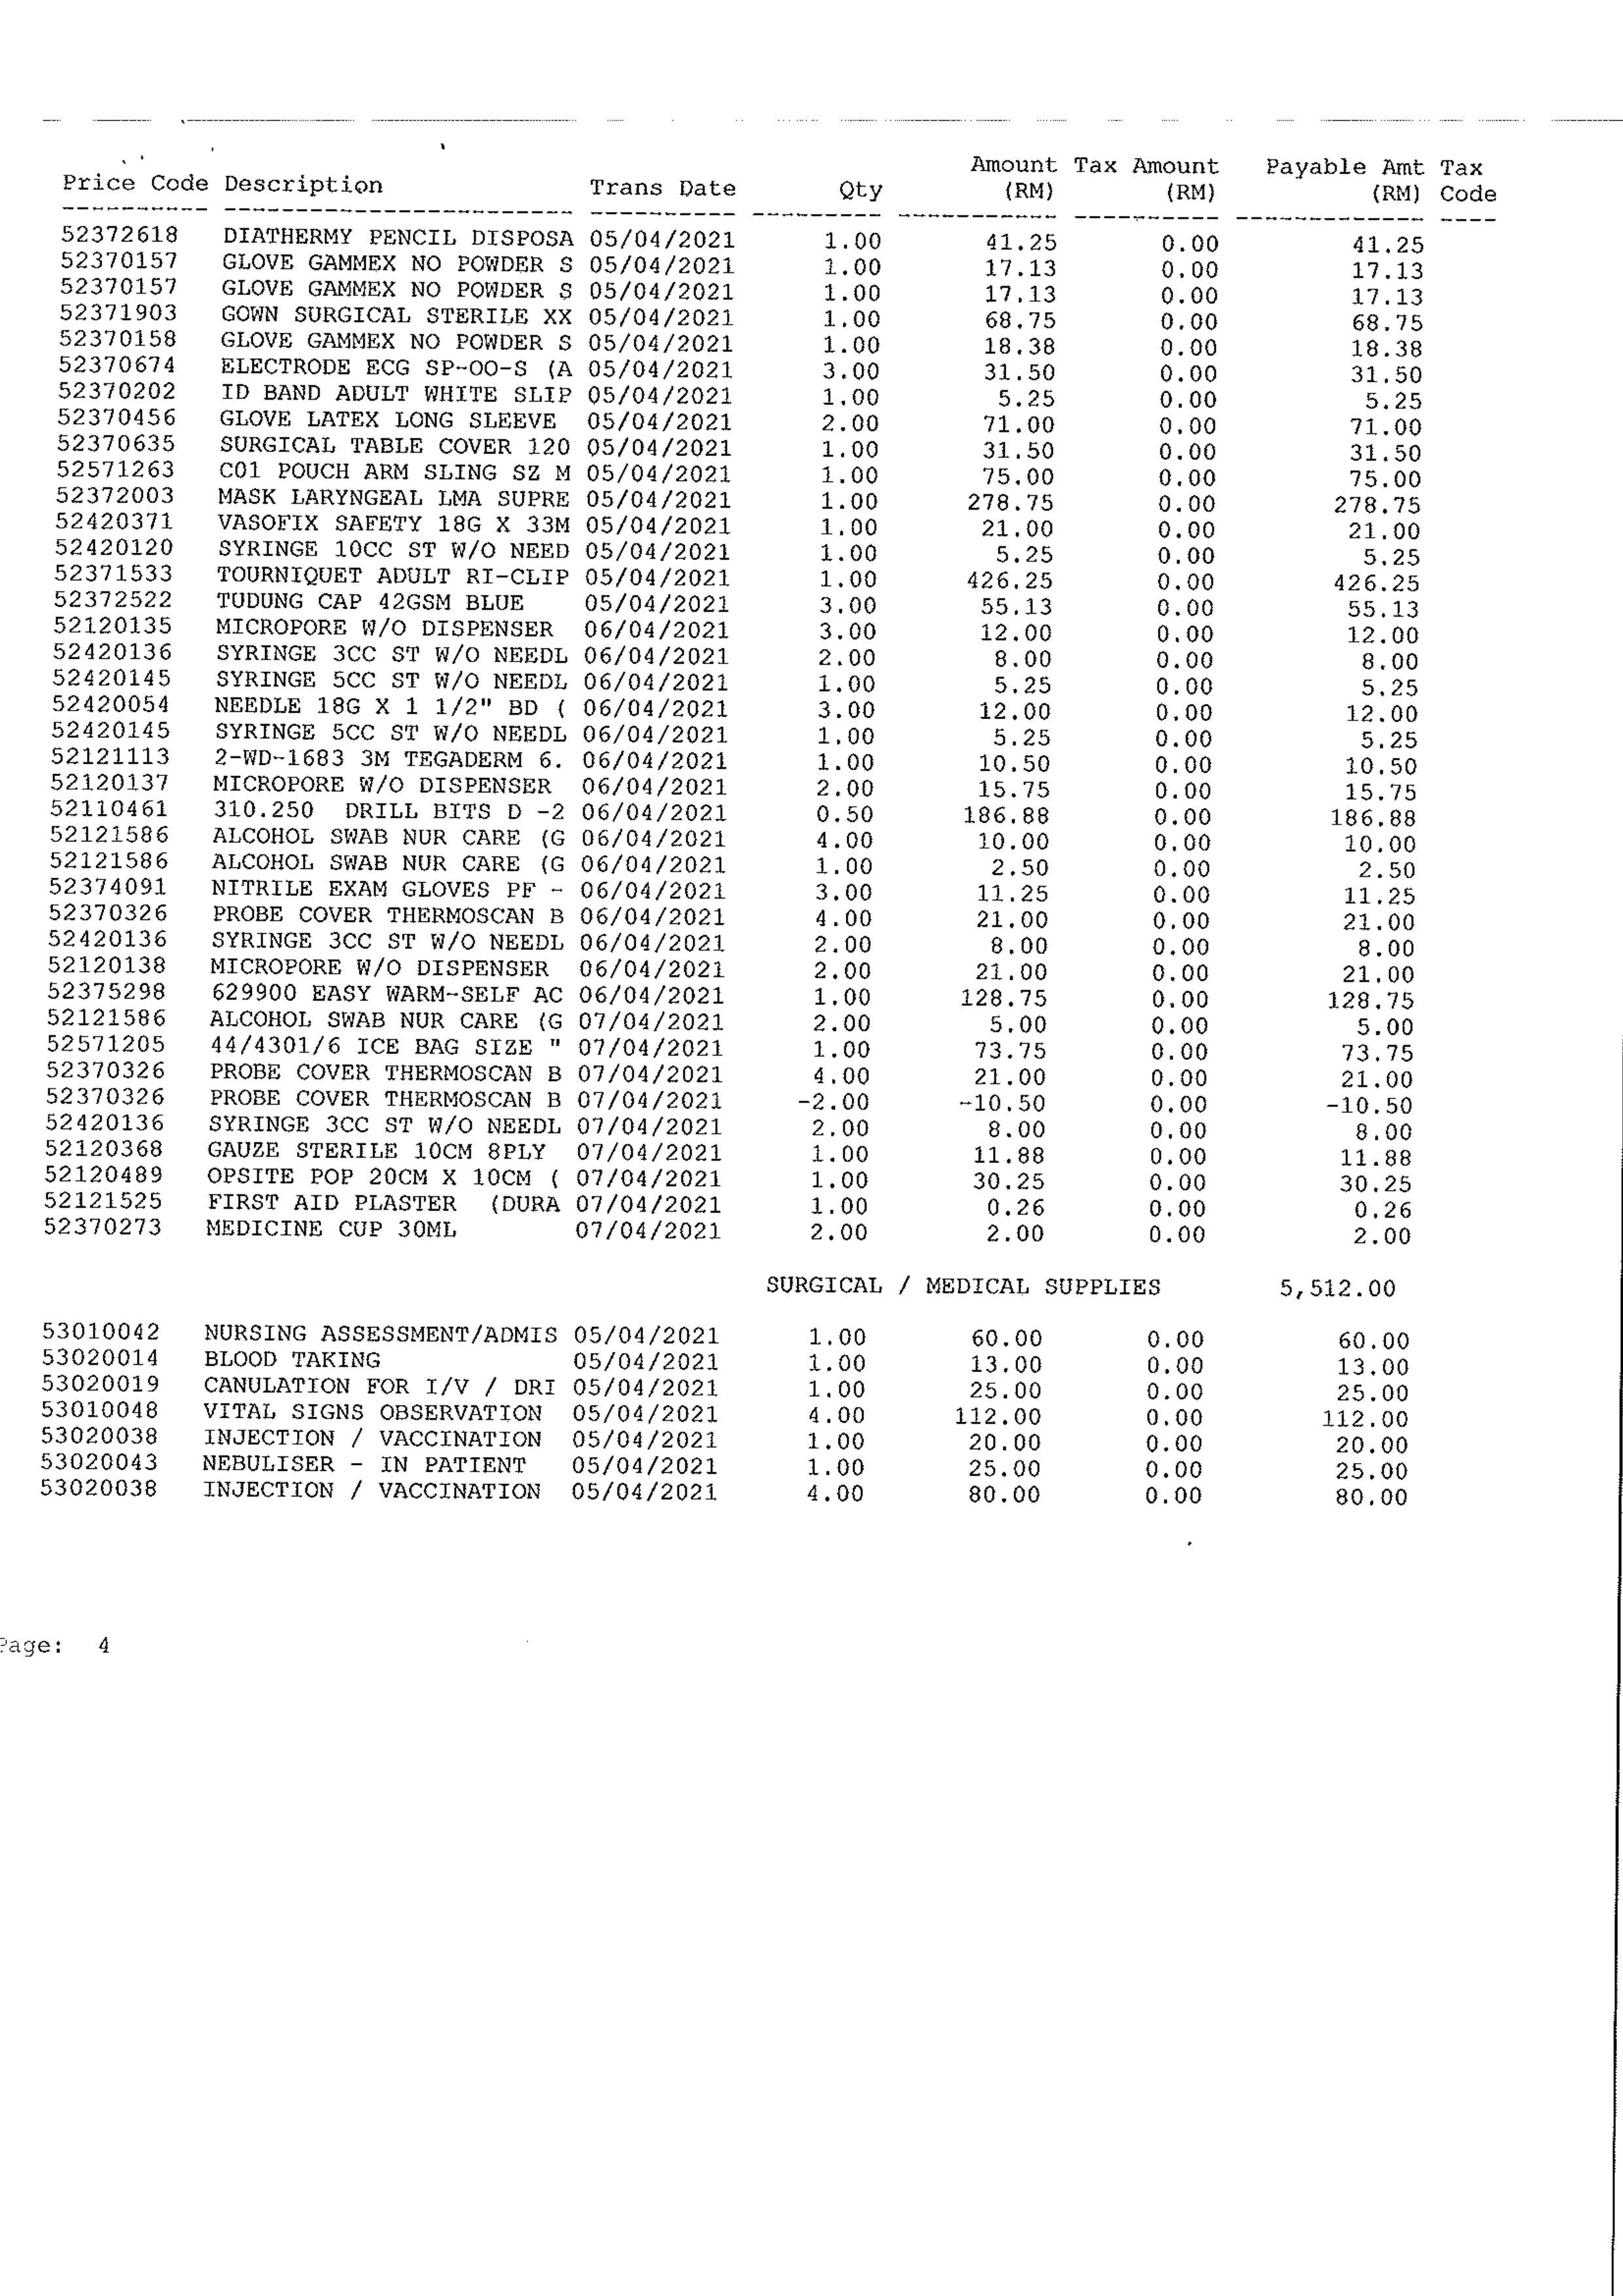 Amount Tax Amount Payable Amt Tax
Price Code Description Trans Date Qty (RM) (RM) (RM) Code
52372618 DIATHERMY PENCIL DISPOSA 05/04/2021 1.00 41.25 0.00 41.25
52370157 GLOVE GAMMEX NO POWDER S 05/04/2021 1.00 17.13 0.00 17.13
52370157 GLOVE GAMMEX NO POWDER S 05/04/2021 1.00 17.13 0.00 17.13
52371903 GOWN SURGICAL STERILE XX 05/04/2021 1.00 68.75 0.00 68.75
52370158 GLOVE GAMMEX NO POWDER S 05/04/2021 1.00 18.38 0.00 18.38
52370674 ELECTRODE ECG SP-OO-S (A 05/04/2021 3.00 31.50 0.00 31.50
52370202 ID BAND ADULT WHITE SLIP 05/04/2021 1.00 5.25 0.00 5.25
52370456 GLOVE LATEX LONG SLEEVE 05/04/2021 2.00 71.00 0.00 71.00
52370635 SURGICAL TABLE COVER 120 05/04/2021 1.00 31.50 0.00 31.50
52571263 C01 POUCH ARM SLING SZ M 05/04/2021 1.00 75.00 0.00 75.00
52372003 MASK LARYNGEAL LMA SUPRE 05/04/2021 1.00 278.75 0.00 278.75
52420371 VASOFIX SAFETY 18G X 33M 05/04/2021 1.00 21.00 0.00 21.00
52420120 SYRINGE 10CC ST W/O NEED 05/04/2021 1.00 5.25 0.00 5.25
52371533 TOURNIQUET ADULT RI-CLIP 05/04/2021 1.00 426.25 0.00 426.25
52372522 TUDUNG CAP 42GSM BLUE 05/04/2021 3.00 55.13 0.00 55.13
52120135 MICROPORE W/O DISPENSER 06/04/2021 3.00 12.00 0.00 12.00
52420136 SYRINGE 3CC ST W/O NEEDL 06/04/2021 2.00 8.00 0.00 8.00
52420145 SYRINGE 5CC ST W/O NEEDL 06/04/2021 1.00 5.25 0.00 5.25
52420054 NEEDLE 18G X 1 1/2" BD ( 06/04/2021 3.00 12.00 0.00 12.00
52420145 SYRINGE 5CC ST W/O NEEDL 06/04/2021 1.00 5.25 0.00 5.25
52121113 2-WD-1683 3M TEGADERM 6. 06/04/2021 1.00 10.50 0.00 10.50
52120137 MICROPORE W/O DISPENSER 06/04/2021 2.00 15.75 0.00 15.75
52110461 310.250 DRILL BITS D -2 06/04/2021 0.50 186.88 0.00 186.88
52121586 ALCOHOL SWAB NUR CARE (G 06/04/2021 4.00 10.00 0.00 10.00
52121586 ALCOHOL SWAB NUR CARE (G 06/04/2021 1.00 2.50 0.00 2.50
52374091 NITRILE EXAM GLOVES PF - 06/04/2021 3.00 11.25 0.00 11.25
52370326 PROBE COVER THERMOSCAN B 06/04/2021 4.00 21.00 0.00 21.00
52420136 SYRINGE 3CC ST W/O NEEDL 06/04/2021 2.00 8.00 0.00 8.00
52120138 MICROPORE W/O DISPENSER 06/04/2021 2.00 21.00 0.00 21.00
52375298 629900 EASY WARM-SELF AC 06/04/2021 1.00 128.75 0.00 128.75
52121586 ALCOHOL SWAB NUR CARE (G 07/04/2021 2.00 5.00 0.00 5.00
52571205 44/4301/6 ICE BAG SIZE " 07/04/2021 1.00 73.75 0.00 73.75
52370326 PROBE COVER THERMOSCAN B 07/04/2021 4.00 21.00 0.00 21.00
52370326 PROBE COVER THERMOSCAN B 07/04/2021 -2.00 -10.50 0.00 -10.50
52420136 SYRINGE 3CC ST W/O NEEDL 07/04/2021 2.00 8.00 0.00 8.00
52120368 GAUZE STERILE 10CM 8PLY 07/04/2021 1.00 11.88 0.00 11.88
52120489 OPSITE POP 20CM X 10CM ( 07/04/2021 1.00 30.25 0.00 30.25
52121525 FIRST AID PLASTER (DURA 07/04/2021 1.00 0.26 0.00 0.26
52370273 MEDICINE CUP 30ML 07/04/2021 2.00 2.00 0.00 2.00
SURGICAL / MEDICAL SUPPLIES 5,512.00
53010042 NURSING ASSESSMENT/ADMIS 05/04/2021 1.00 60.00 0.00 60.00
53020014 BLOOD TAKING 05/04/2021 1.00 13.00 0.00 13.00
53020019 CANULATION FOR I/V / DRI 05/04/2021 1.00 25.00 0.00 25.00
53010048 VITAL SIGNS OBSERVATION 05/04/2021 4.00 112.00 0.00 112.00
53020038 INJECTION / VACCINATION 05/04/2021 1.00 20.00 0.00 20.00
53020043 NEBULISER - IN PATIENT 05/04/2021 1.00 25.00 0.00 25.00
53020038 INJECTION / VACCINATION 05/04/2021 4.00 80.00 0.00 80.00
Page: 4